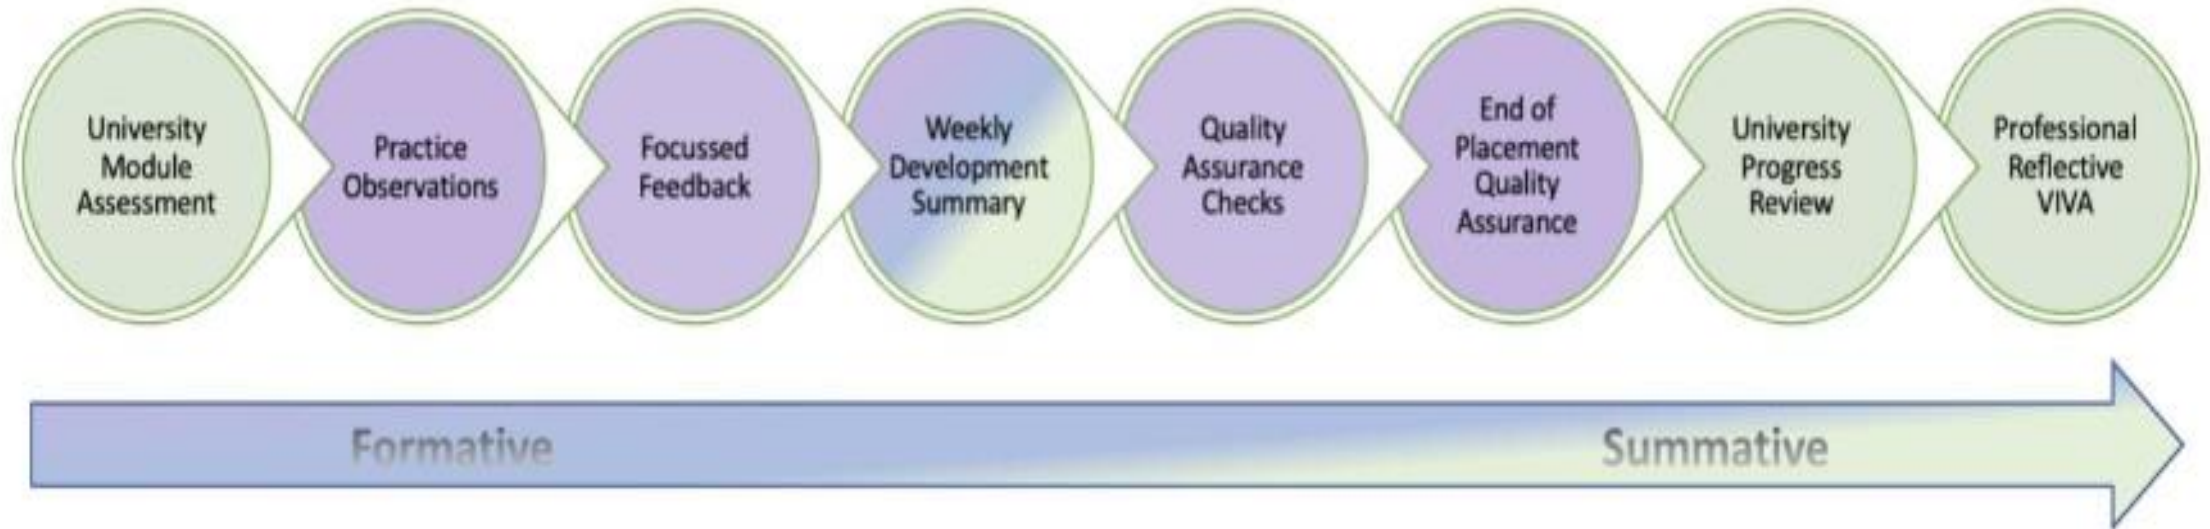 University
Module
Assessment
Practice
Observations
Focussed
Feedback
Weekly
Development
Summary
Quality
Assurance
Checks
End of
Placement
Quality
Assurance
University
Progress
Review
Professional
Reflective
VIVA
Formative
Summative